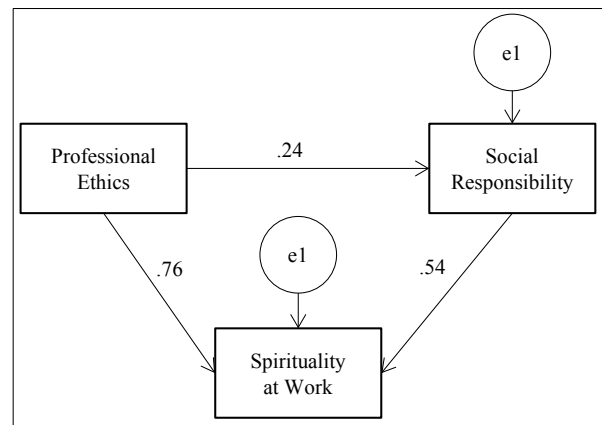 e1
Professional
Ethics
.24
Social
Responsibility
e1
.76
.54
Spirituality
at Work